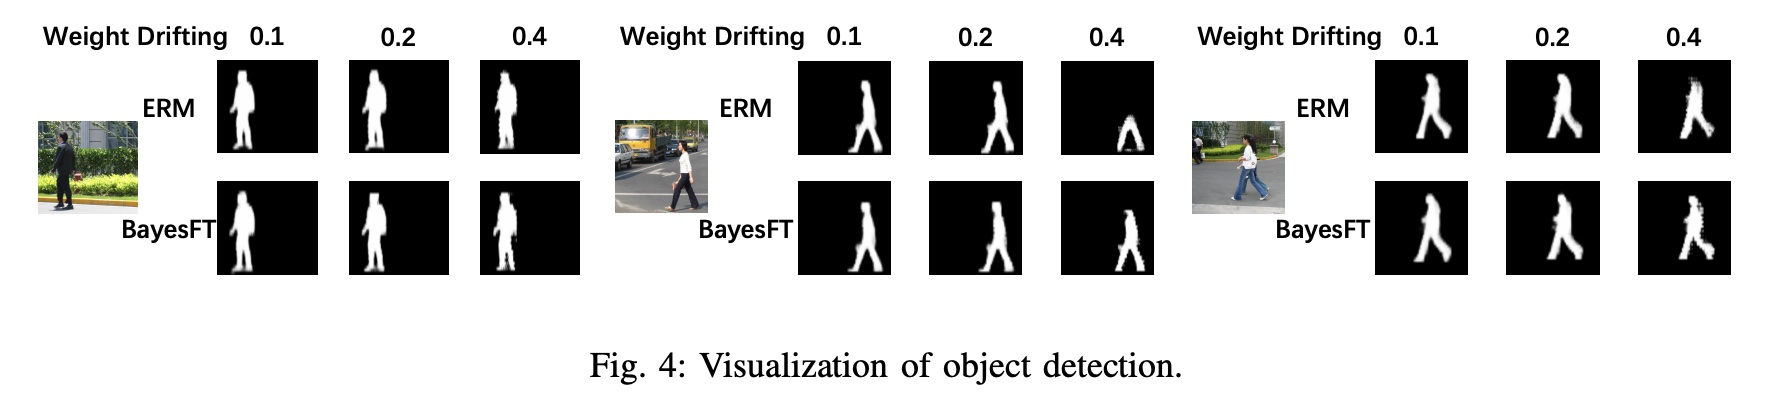 Weight Drifting 0.1 0.2 0.4 Weight Drifting 0.1 0.2 0.4 Weight Drifting 0.1 0.2 0.4
ERM ERM ERM
BayesFT BayesFT BayesFT
Fig. 4: Visualization of object detection.